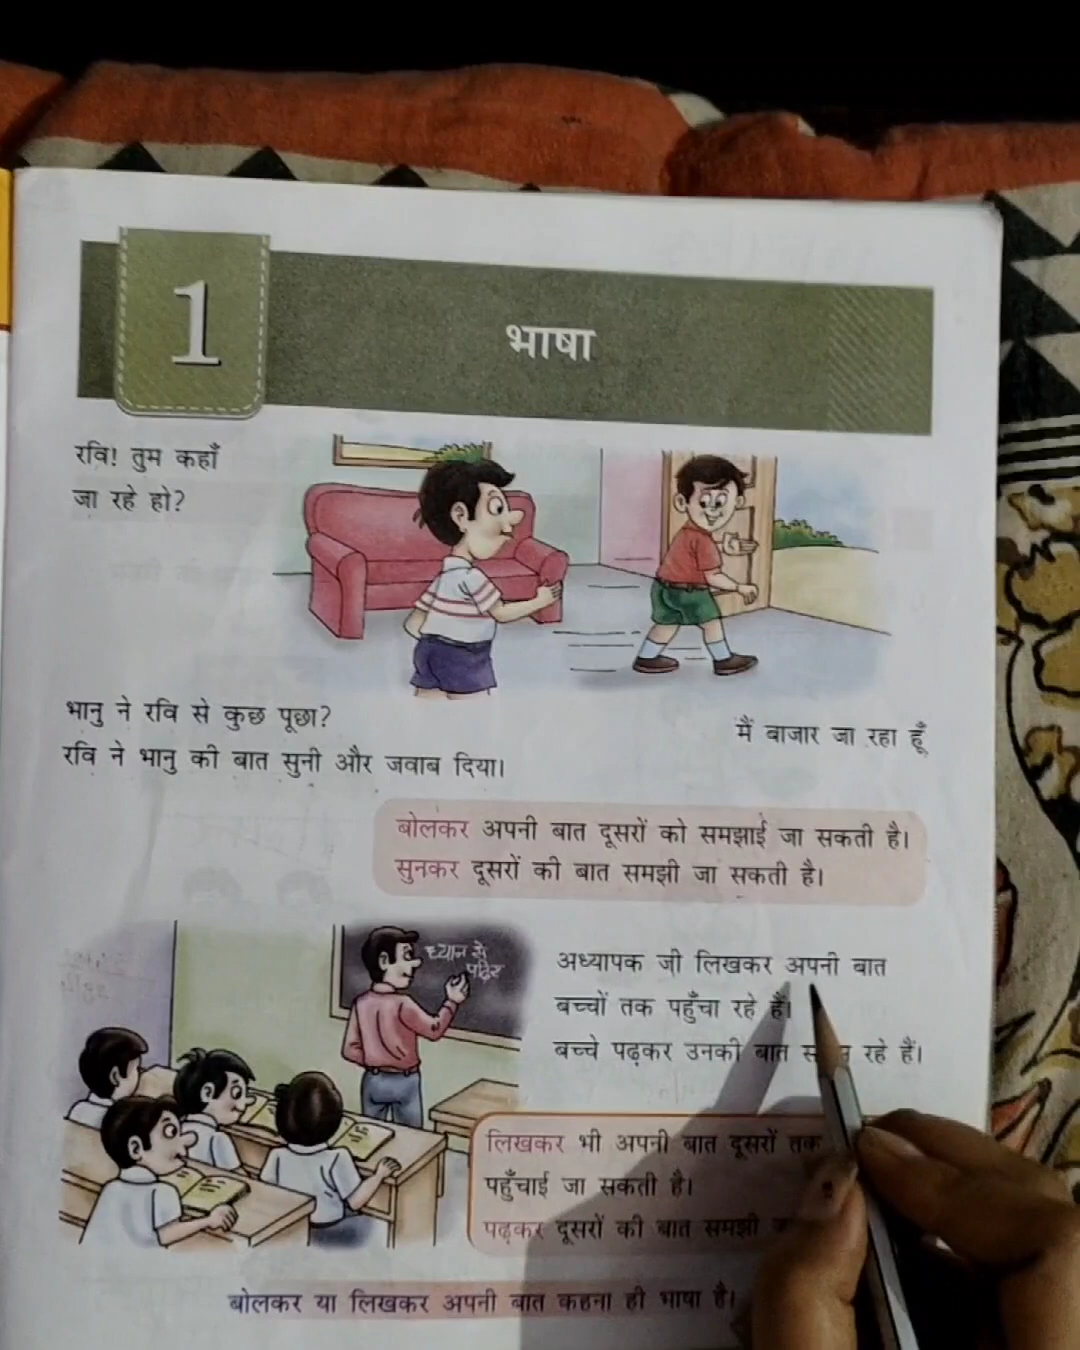 1
भाषा
रवि! तुम कहाँ
जा रहे हो?
भानु ने रवि से कुछ पूछा?
मैं बाजार जा रहा हूँ
रवि ने भानु की बात सुनी और जवाब दिया।
बोलकर अपनी बात दूसरों को समझाई जा सकती है।
सुनकर दूसरों की बात समझी जा सकती है।
ध्यान से
अध्यापक जी लिखकर अपनी बात
बच्चों तक पहुँचा रहे हैं।
बच्चे पढ़कर उनकी बात रहे हैं।
लिखकर भी अपनी बात दूसरों तक
पहुँचाई जा सकती है।
पढ़कर दूसरों की बात समझी
बोलकर या लिखकर अपनी बात कहना ही भाषा है।